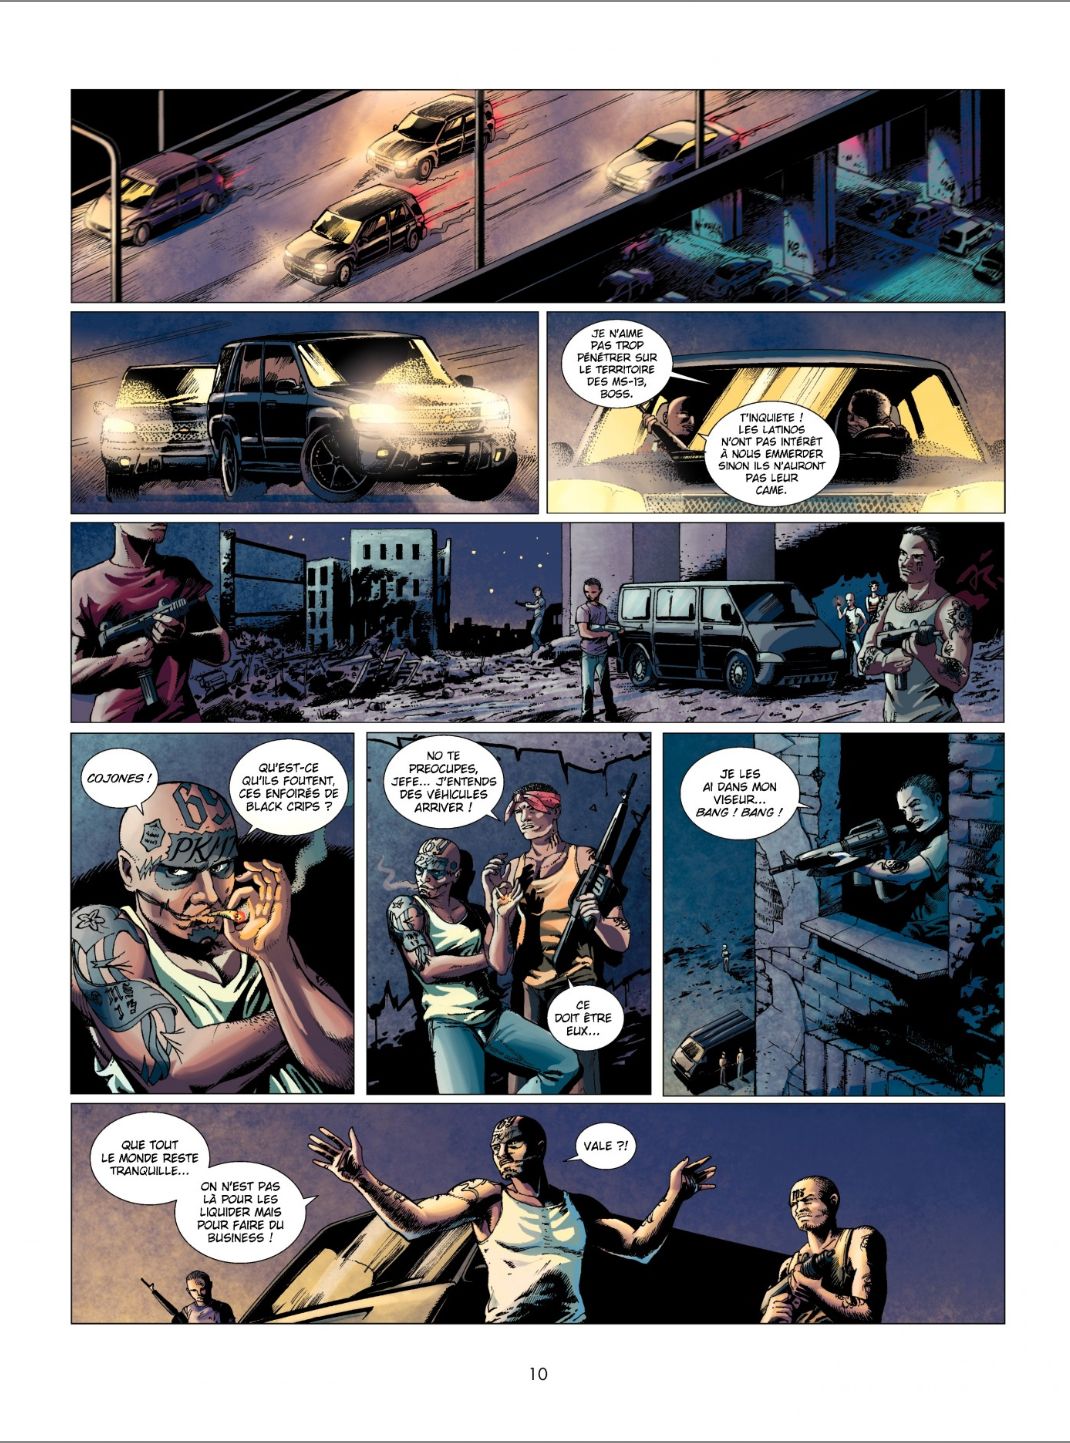 JE N'AIME
PAS TROP
PÉNÉTRER SUR
LE TERRITOIRE
DES MS-13,
BOSS.
T'INQUIETE !
LES LATINOS
N'ONT PAS INTÉRÊT
À NOUS EMMERDER
SINON ILS N'AURONT
PAS LEUR
CAME.
COJONES !
QU'EST-CE
QU'ILS FOUTENT,
CES ENFOIRÉS DE
BLACK CRIPS ?
NO TE
PREOCUPES,
JEFE... J'ENTENDS
DES VÉHICULES
ARRIVER !
CE
DOIT ÊTRE
EUX...
JE LES
AI DANS MON
VISEUR...
BANG ! BANG !
QUE TOUT
LE MONDE RESTE
TRANQUILLE...
ON N'EST PAS
LÀ POUR LES
LIQUIDER MAIS
POUR FAIRE DU
BUSINESS !
VALE ?!
10